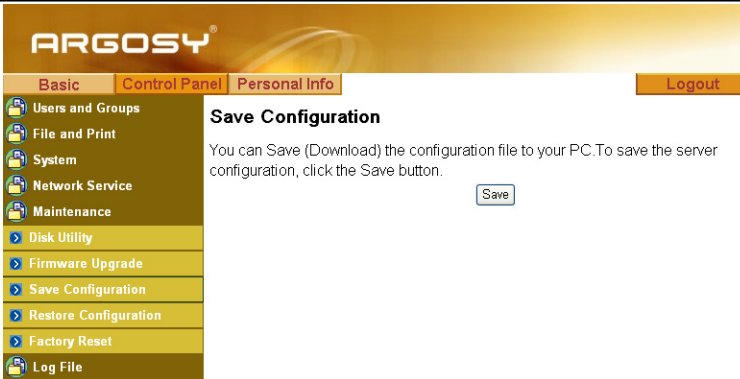 ARGOSY®
Basic
Control Panel
Personal Info
Logout
Users and Groups
File and Print
System
Network Service
Maintenance
Disk Utility
Firmware Upgrade
Save Configuration
Restore Configuration
Factory Reset
Log File
Save Configuration
You can Save (Download) the configuration file to your PC.To save the server
configuration, click the Save button.
Save